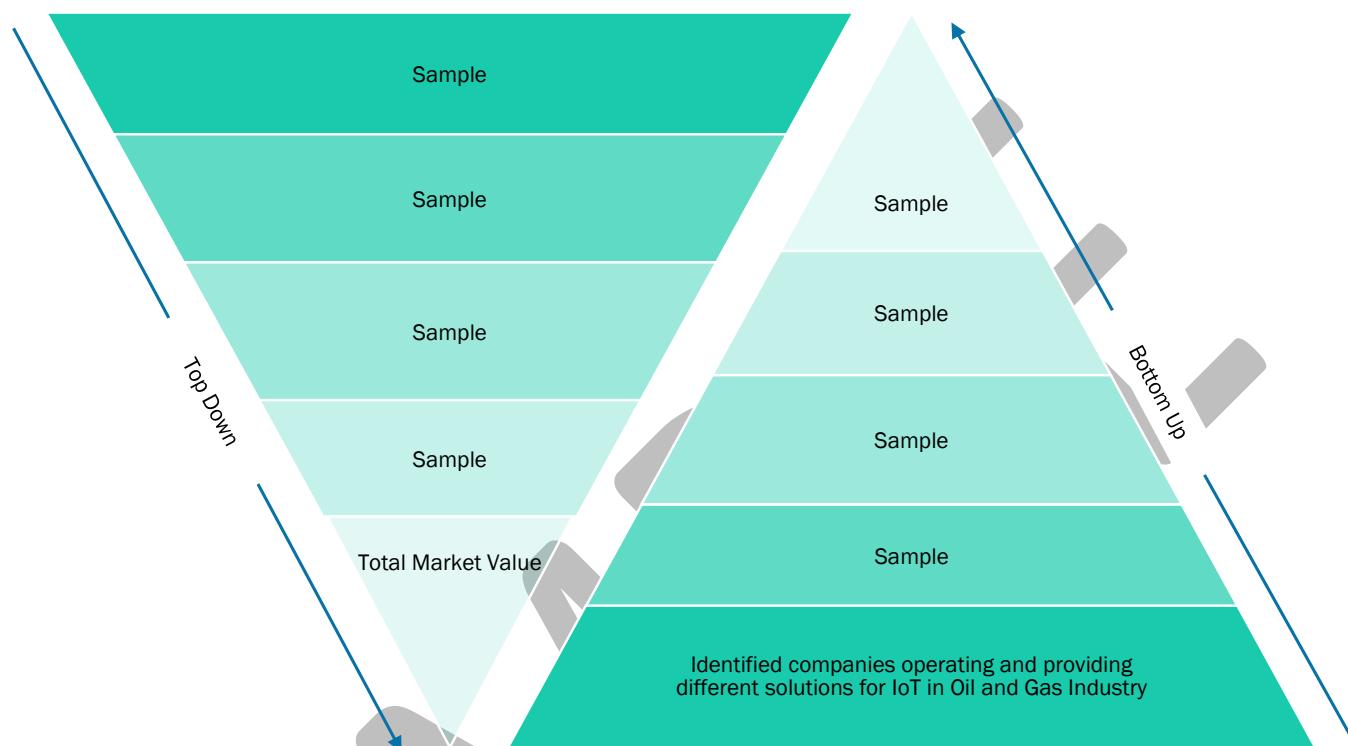 Sample
Sample
Sample
Sample
Total Market Value
Top Down
Sample
Sample
Sample
Sample
Identified companies operating and providing
different solutions for IoT in Oil and Gas Industry
Bottom Up